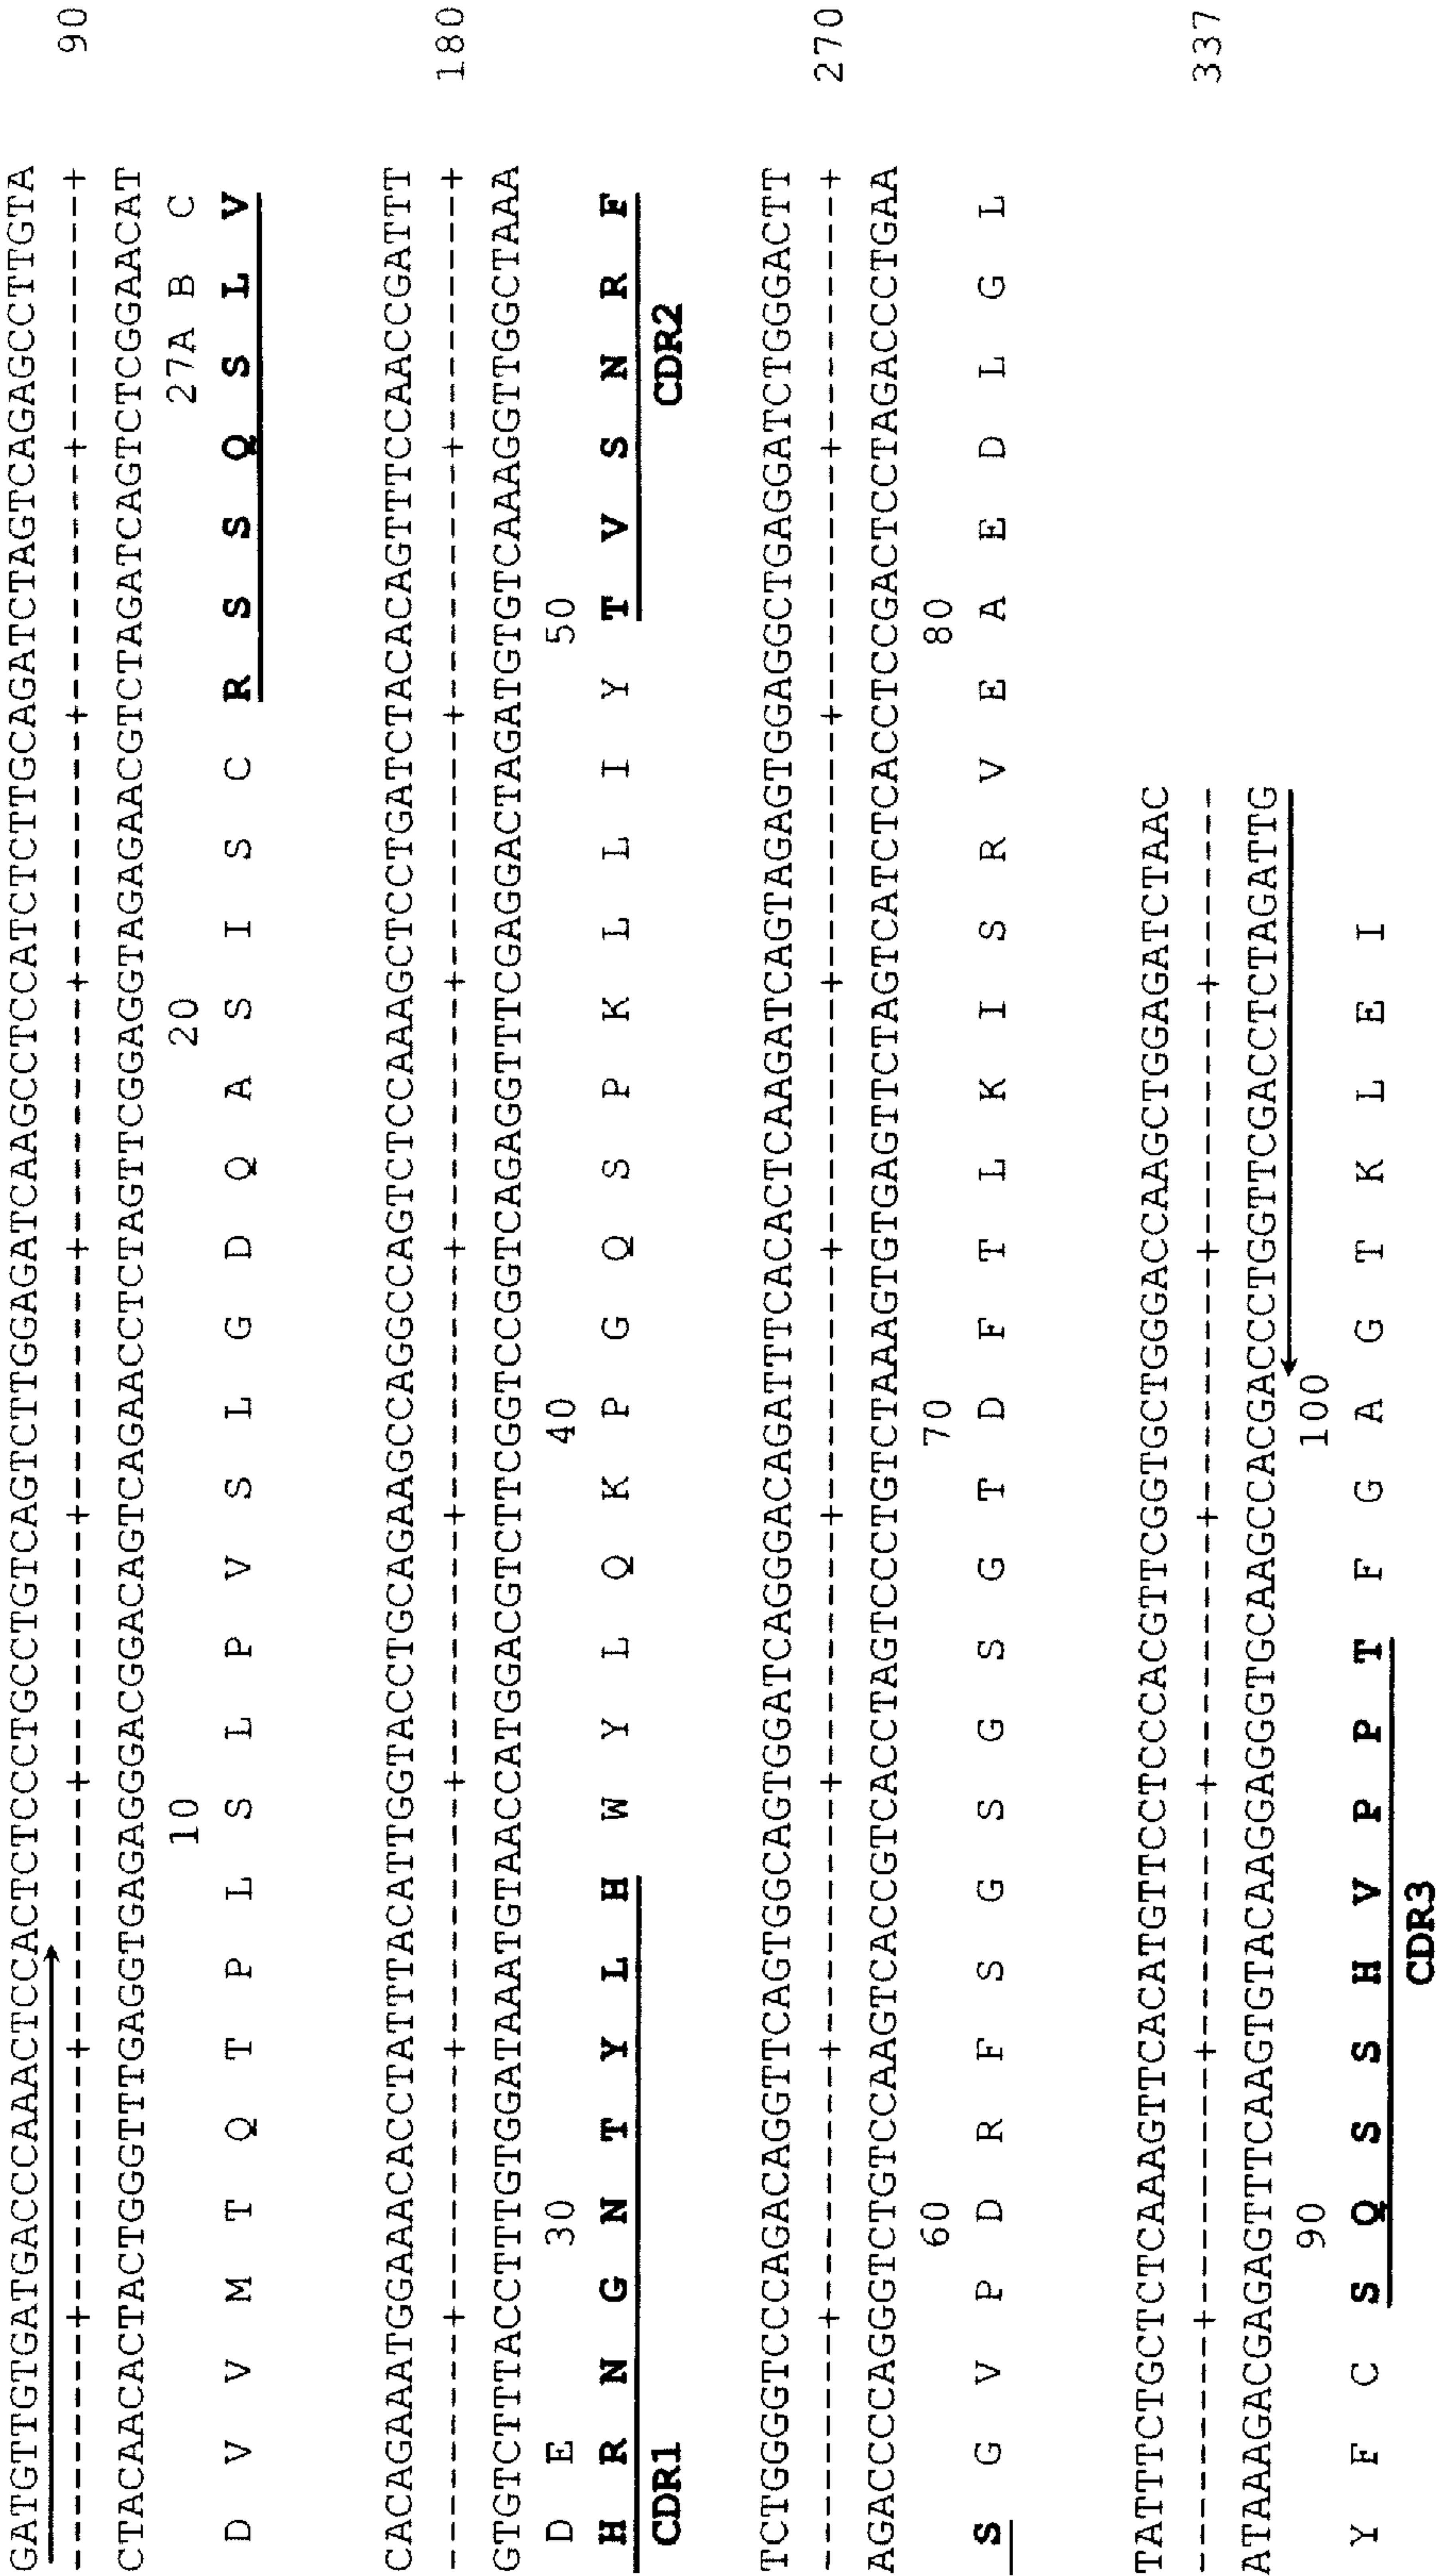 GATGTTGTGATGACCCAAACTCCACTCTCCCTGCCTGTCAGTCTTGGAGATCAAGCCTCCATCTCTTGCAGATCTAGTCAGAGCCTTGTA
---------+---------+---------+---------+---------+---------+---------+---------+---------+ 90
CTACAACACTACTGGGTTTGAGGTGAGAGGGACGGACAGTCAGAACCTCTAGTTCGGAGGTAGAGAACGTCTAGATCAGTCTCGGAACAT
10 20 27A B C
D V V M T Q T P L S L P V S L G D Q A S I S C R S S Q S L V
CACAGAAATGGAAACACCTATTTACATTGGTACCTGCAGAAGCCAGGCCAGTCTCCAAAGCTCCTGATCTACACAGTTTCCAACCGATTT
---------+---------+---------+---------+---------+---------+---------+---------+---------+ 180
GTGTCTTTACCTTTGTGGATAAATGTAACCATGGACGTCTTCGGTCCGGTCAGAGGTTTCGAGGACTAGATGTGTCAAAGGTTGGCTAAA
D E 30 40 50
H R N G N T Y L H W Y L Q K P G Q S P K L L I Y T V S N R F
CDR1 CDR2
TCTGGGGTCCCAGACAGGTTCAGTGGCAGTGGATCAGGGACAGATTTCACACTCAAGATCAGTAGAGTGGAGGCTGAGGATCTGGGACTT
---------+---------+---------+---------+---------+---------+---------+---------+---------+ 270
AGACCCCAGGGTCTGTCCAAGTCACCGTCACCTAGTCCCTGTCTAAAGTGTGAGTTCTAGTCATCTCACCTCCGACTCCTAGACCCTGAA
60 70 80
S G V P D R F S G S G S G T D F T L K I S R V E A E D L G L
TATTTCTGCTCTCAAAGTTCACATGTTCCTCCCACGTTCGGTGCTGGGACCAAGCTGGAGATCTAAC
---------+---------+---------+---------+---------+---------+------- 337
ATAAAGACGAGAGTTTCAAGTGTACAAGGAGGGTGCAAGCCACGACCCTGGTTCGACCTCTAGATTG
90 100
Y F C S Q S S H V P P T F G A G T K L E I
CDR3